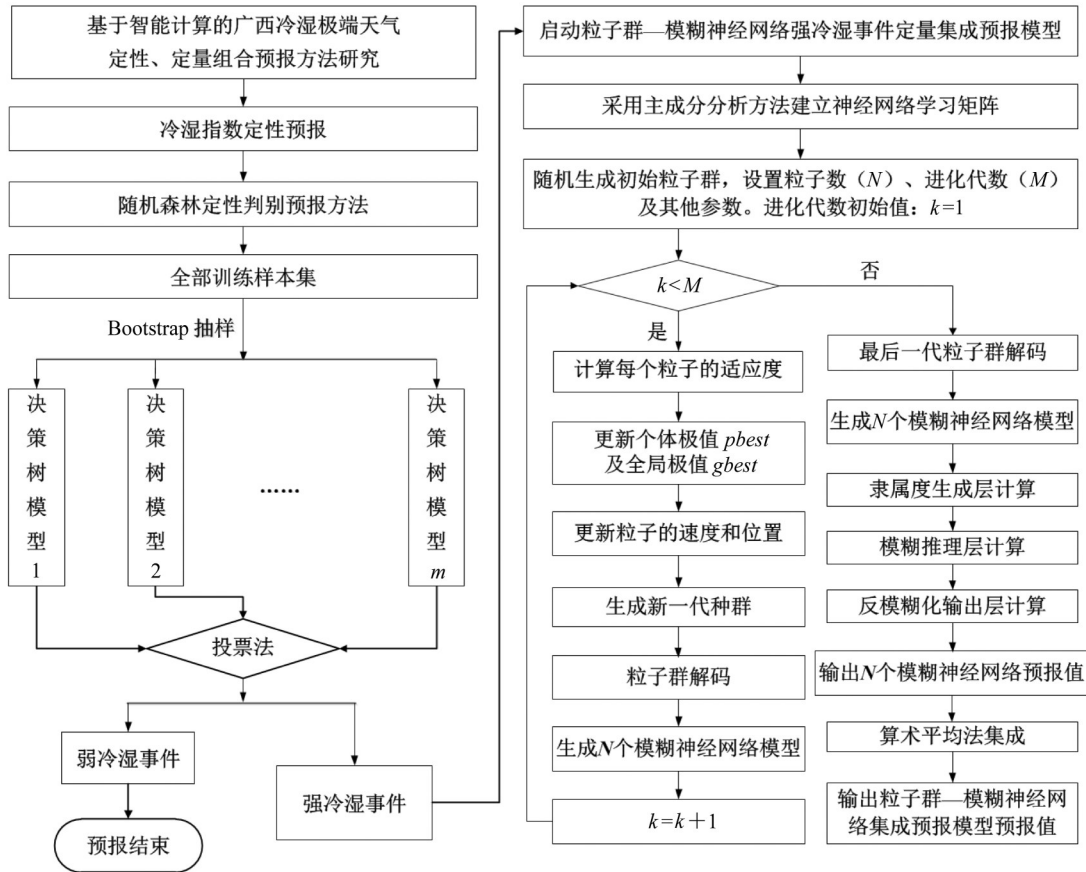 基于智能计算的广西冷湿极端天气
定性、定量组合预报方法研究
冷湿指数定性预报
随机森林定性判别预报方法
全部训练样本集
Bootstrap 抽样
决策树模型1
决策树模型2
……
决策树模型m
投票法
弱冷湿事件
预报结束
强冷湿事件
启动粒子群—模糊神经网络强冷湿事件定量集成预报模型
采用主成分分析方法建立神经网络学习矩阵
随机生成初始粒子群，设置粒子数（N）、进化代数（M）
及其他参数。进化代数初始值：k=1
k<M
是
否
计算每个粒子的适应度
更新个体极值 pbest
及全局极值 gbest
更新粒子的速度和位置
生成新一代种群
粒子群解码
生成N个模糊神经网络模型
k=k＋1
最后一代粒子群解码
生成N个模糊神经网络模型
隶属度生成层计算
模糊推理层计算
反模糊化输出层计算
输出N个模糊神经网络预报值
算术平均法集成
输出粒子群—模糊神经网
络集成预报模型预报值